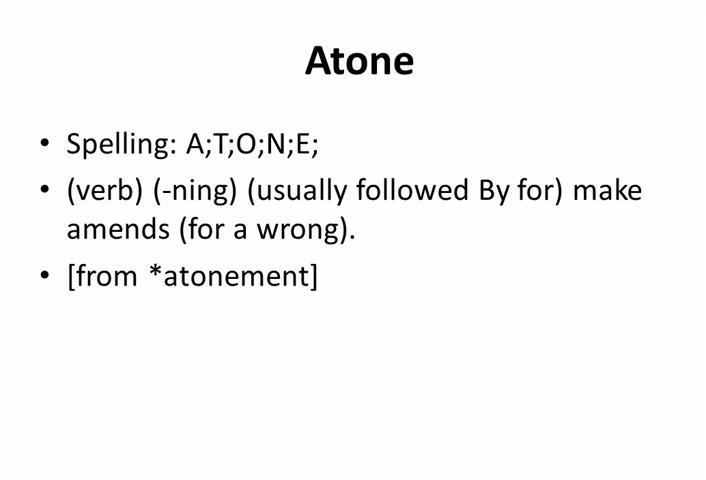 Atone
• Spelling: A;T;O;N;E;
• (verb) (-ning) (usually followed By for) make
amends (for a wrong).
• [from *atonement]